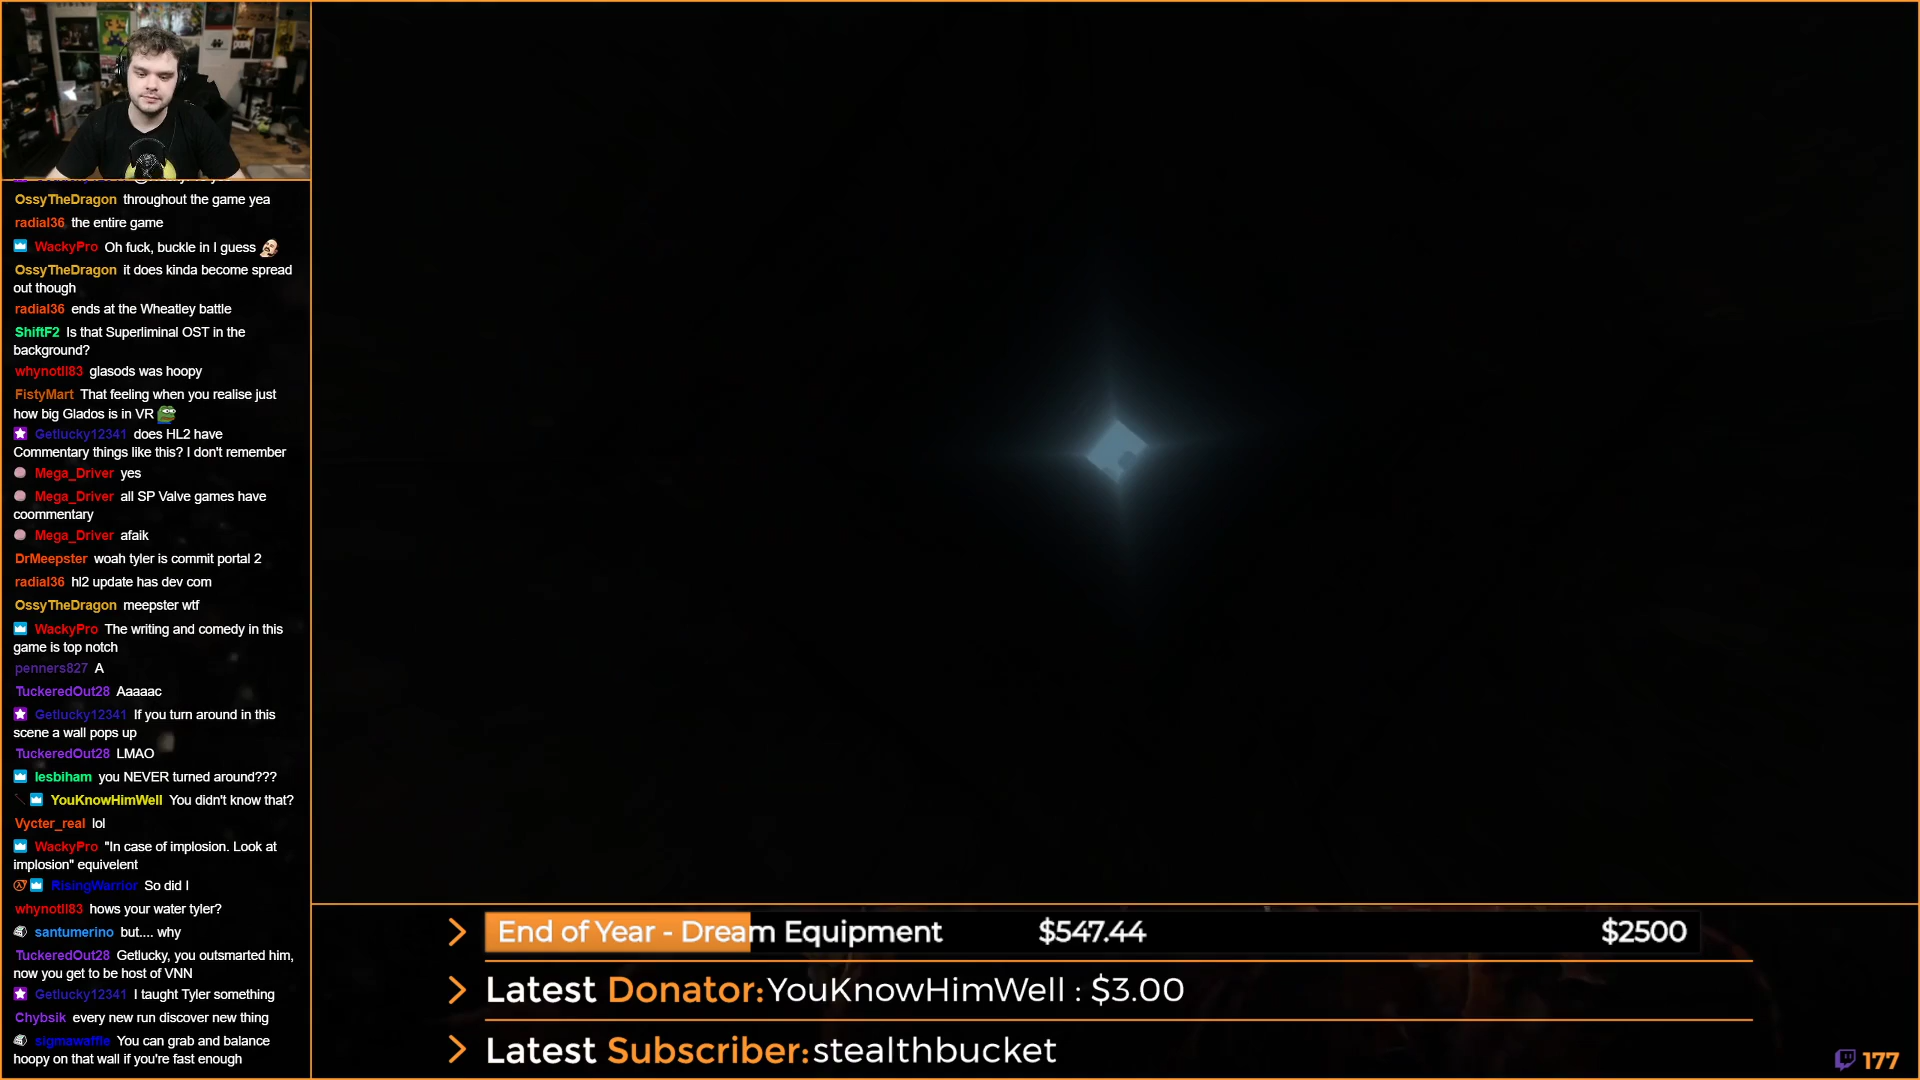 OssyTheDragon throughout the game yea
radial36 the entire game
WackyPro Oh fuck, buckle in I guess
OssyTheDragon it does kinda become spread
out though
radial36 ends at the Wheatley battle
ShiftF2 Is that Superliminal OST in the
background?
whynotll83 glasods was hoopy
FistyMart That feeling when you realise just
how big Glados is in VR
Getlucky12341 does HL2 have
Commentary things like this? I don't remember
Mega_Driver yes
Mega_Driver all SP Valve games have
coommentary
Mega_Driver afaik
DrMeepster woah tyler is commit portal 2
radial36 hl2 update has dev com
OssyTheDragon meepster wtf
WackyPro The writing and comedy in this
game is top notch
penners827 A
TuckeredOut28 Aaaaac
Getlucky12341 If you turn around in this
scene a wall pops up
TuckeredOut28 LMAO
lesbiham you NEVER turned around???
YouKnowHimWell You didn't know that?
Vycter_real lol
WackyPro "In case of implosion. Look at
implosion" equivelent
RisingWarrior So did I
whynotll83 hows your water tyler?
santumerino but.... why
TuckeredOut28 Getlucky, you outsmarted him,
now you get to be host of VNN
Getlucky12341 I taught Tyler something
Chybsik every new run discover new thing
sigmawaffle You can grab and balance
hoopy on that wall if you're fast enough
End of Year - Dream Equipment $547.44 $2500
Latest Donator:YouKnowHimWell : $3.00
Latest Subscriber:stealthbucket
177